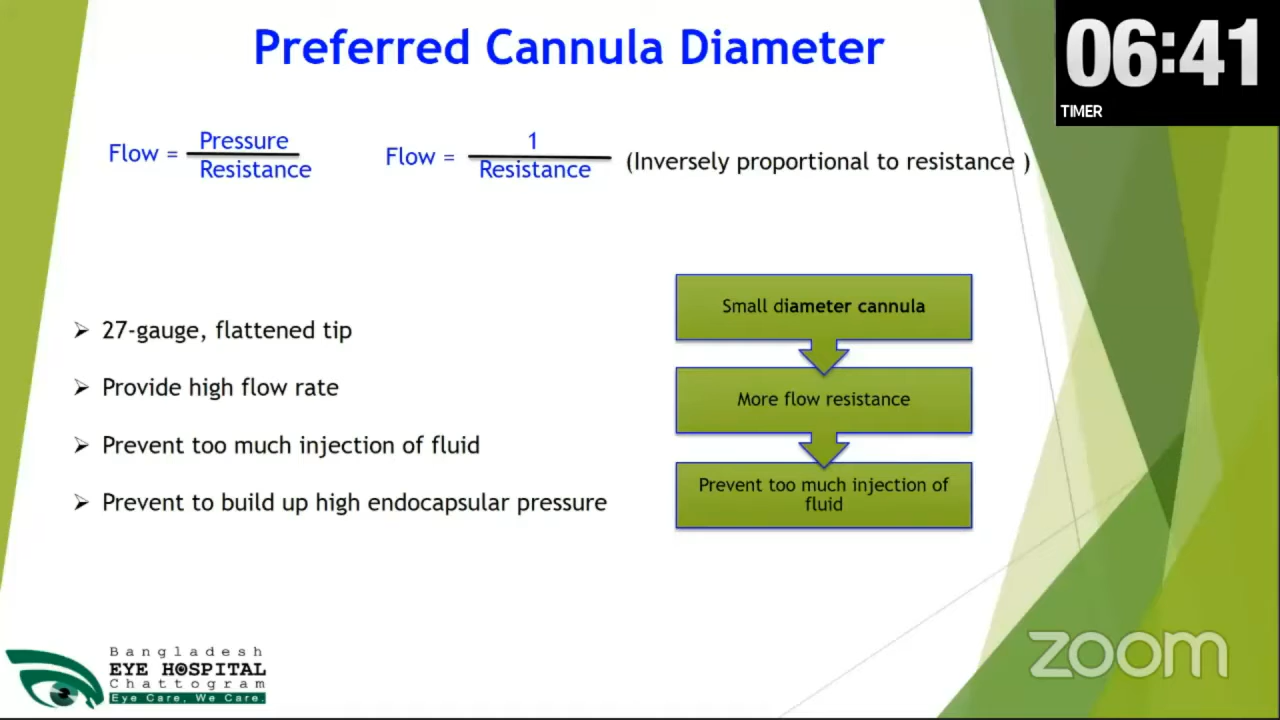 Preferred Cannula Diameter
06:41
TIMER
Flow = Pressure
Resistance
Flow = 1
Resistance
(Inversely proportional to resistance )
27-gauge, flattened tip
Provide high flow rate
Prevent too much injection of fluid
Prevent to build up high endocapsular pressure
Small diameter cannula
More flow resistance
Prevent too much injection of
fluid
Bangladesh
EYE HOSPITAL
Chattogram
Eye Care, We Care.
zoom